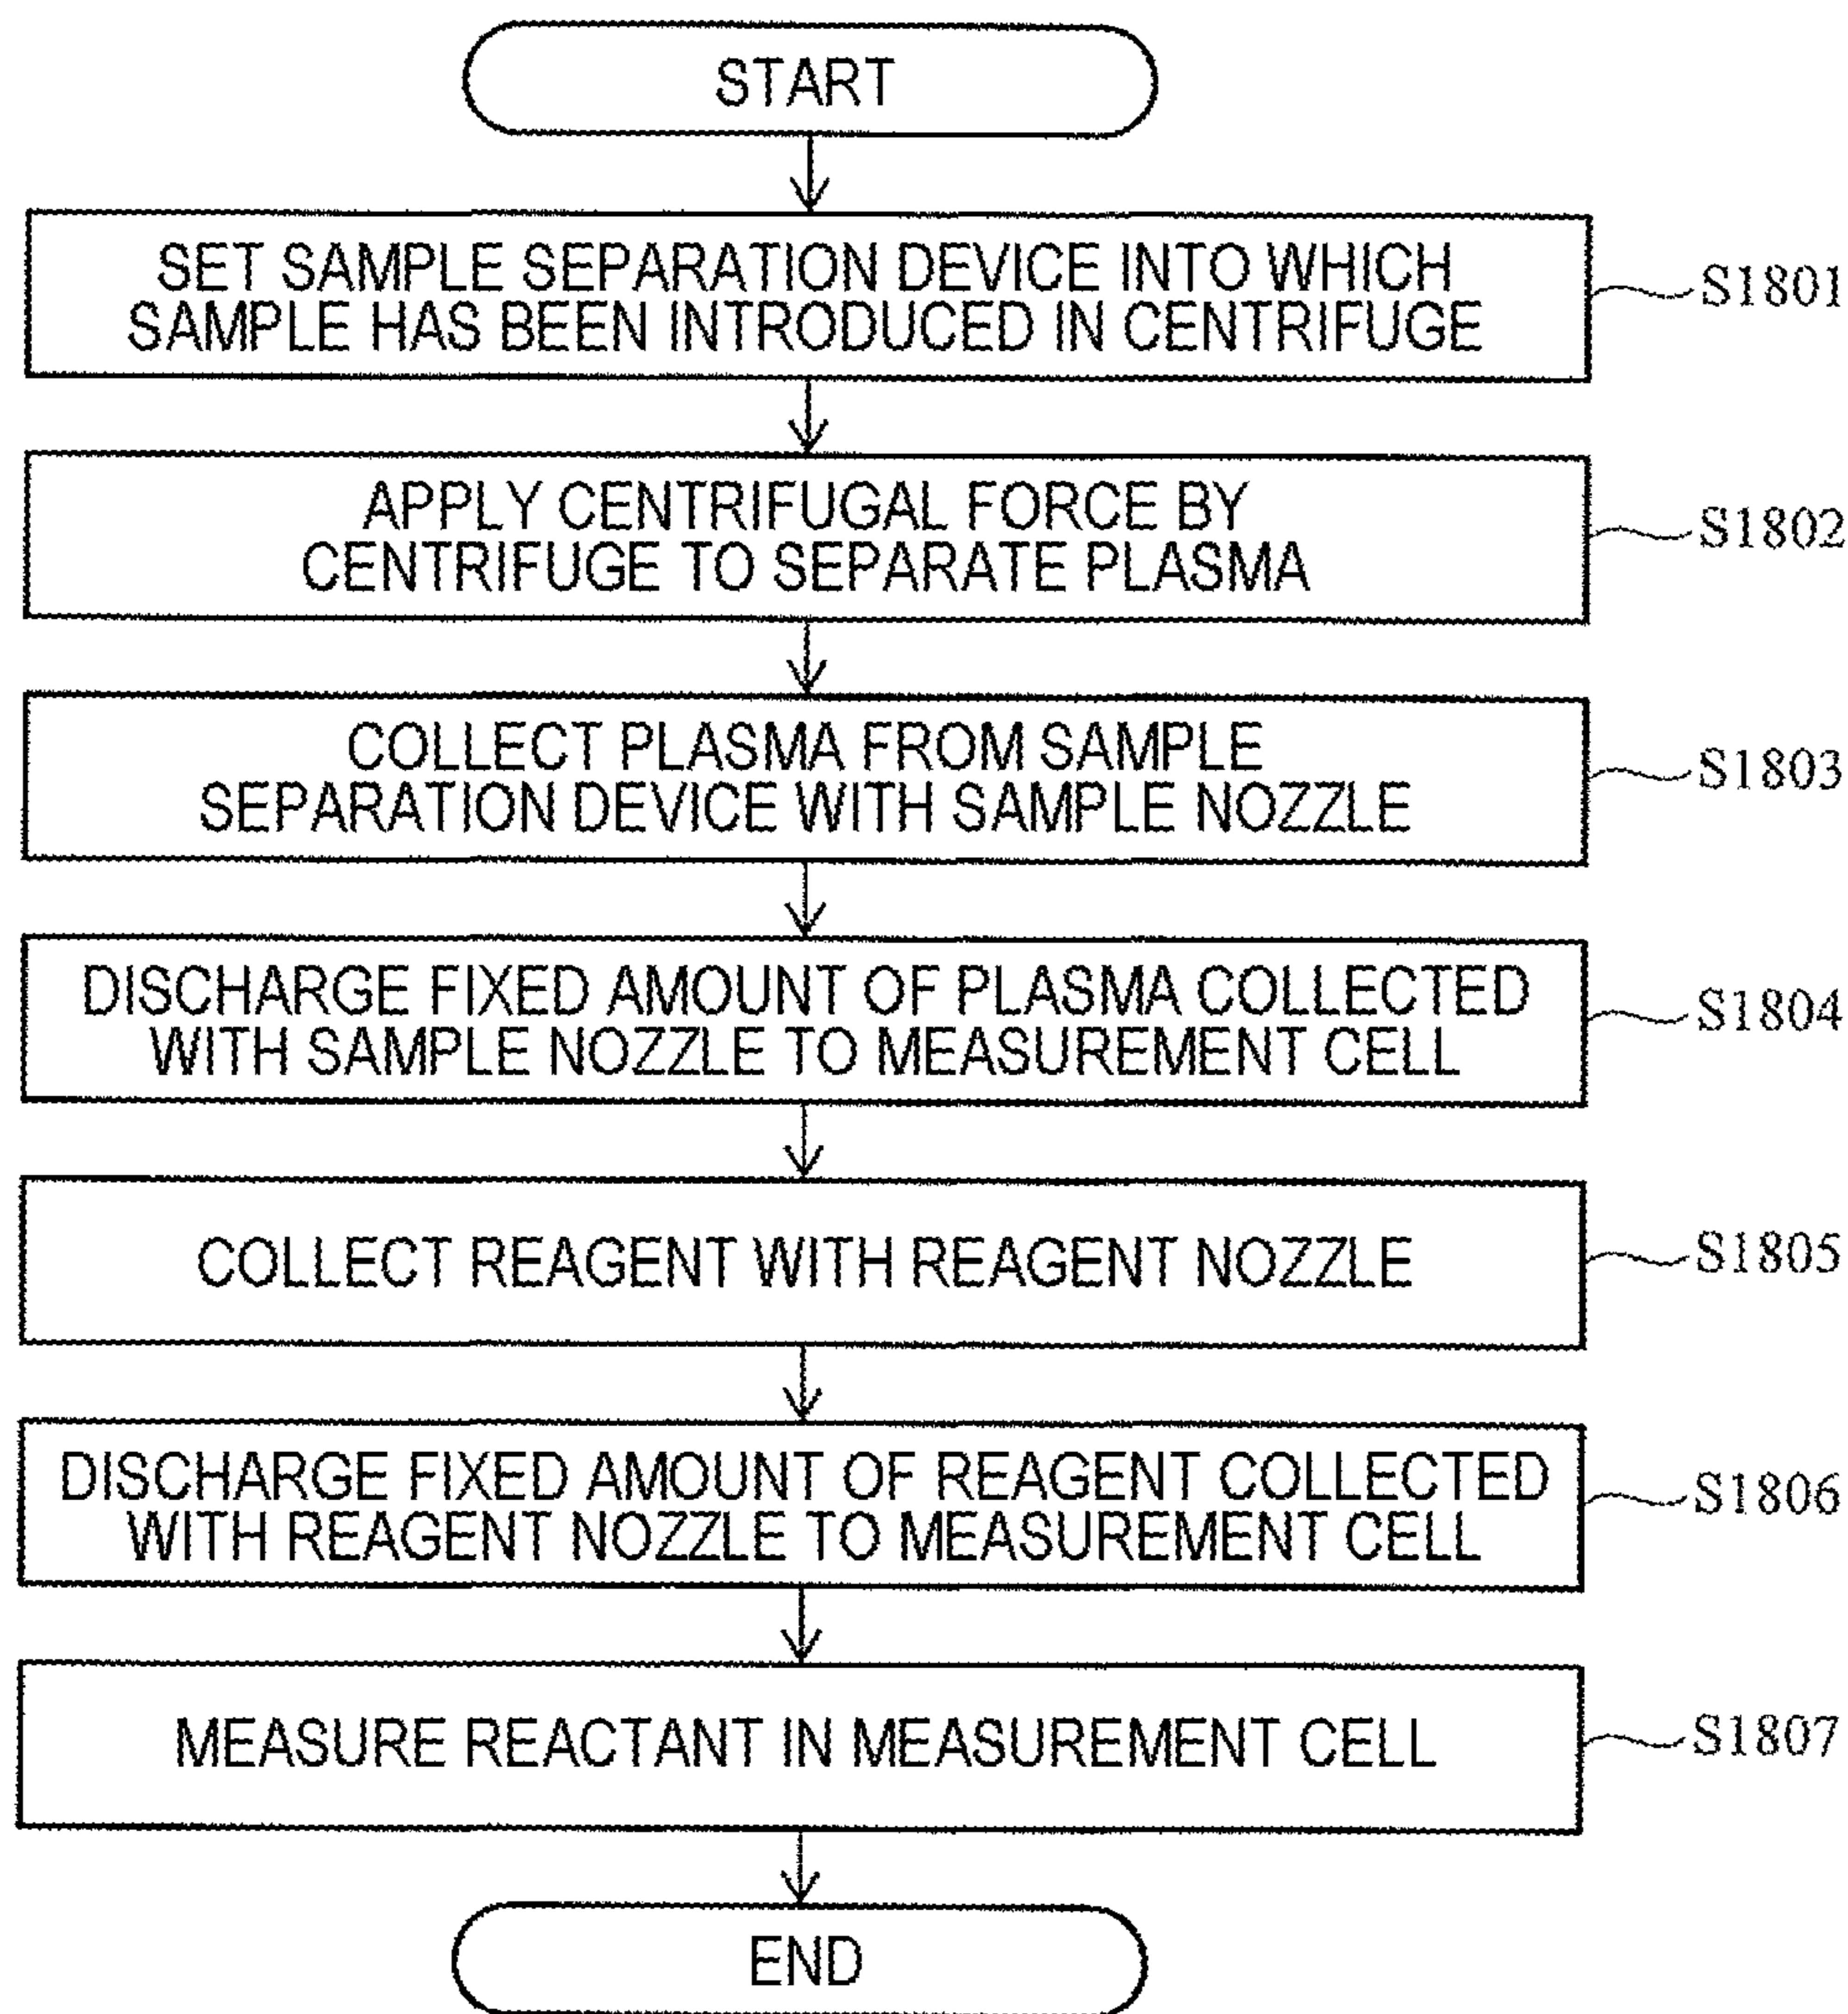 START
SET SAMPLE SEPARATION DEVICE INTO WHICH
SAMPLE HAS BEEN INTRODUCED IN CENTRIFUGE
S1801
APPLY CENTRIFUGAL FORCE BY
CENTRIFUGE TO SEPARATE PLASMA
S1802
COLLECT PLASMA FROM SAMPLE
SEPARATION DEVICE WITH SAMPLE NOZZLE
S1803
DISCHARGE FIXED AMOUNT OF PLASMA COLLECTED
WITH SAMPLE NOZZLE TO MEASUREMENT CELL
S1804
COLLECT REAGENT WITH REAGENT NOZZLE
S1805
DISCHARGE FIXED AMOUNT OF REAGENT COLLECTED
WITH REAGENT NOZZLE TO MEASUREMENT CELL
S1806
MEASURE REACTANT IN MEASUREMENT CELL
S1807
END